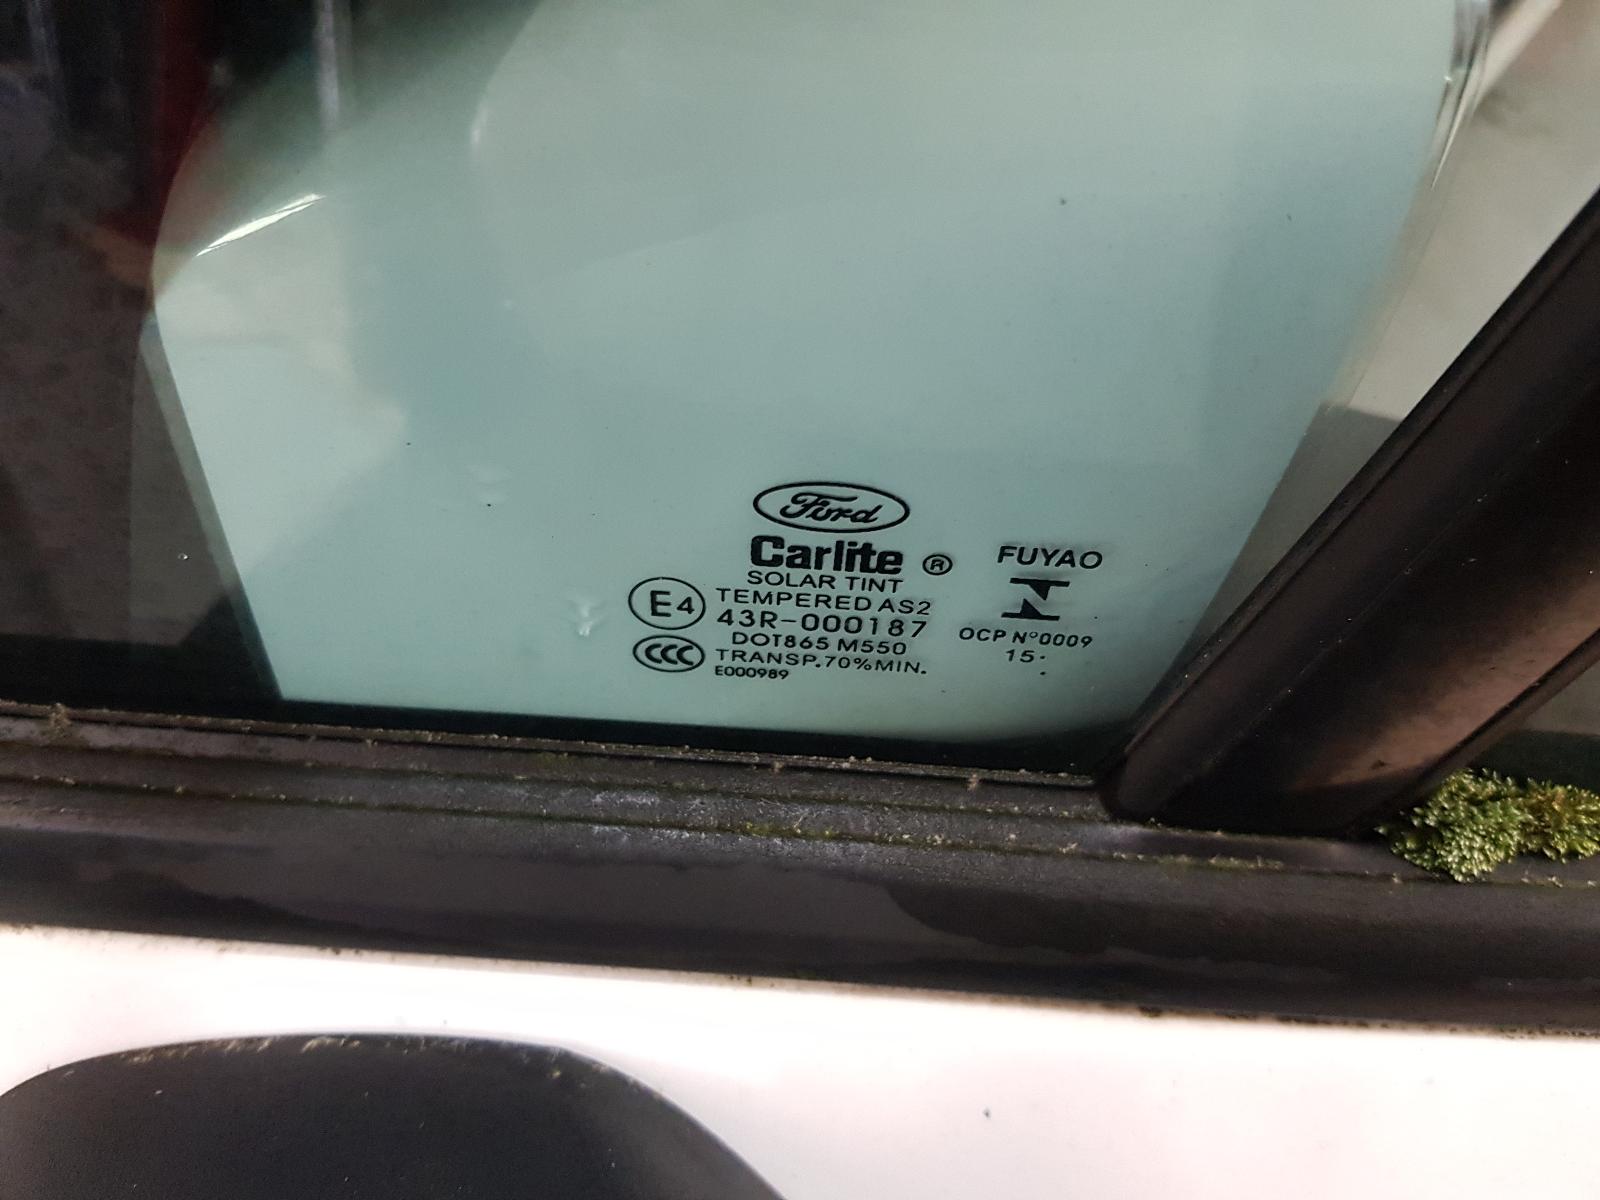 Ford
Carlite ®
SOLAR TINT
E4
TEMPERED AS2
43R-000187
DOT865 M550
CCC
TRANSP.70%MIN.
E000989
FUYAO
OCP Nº0009
15·